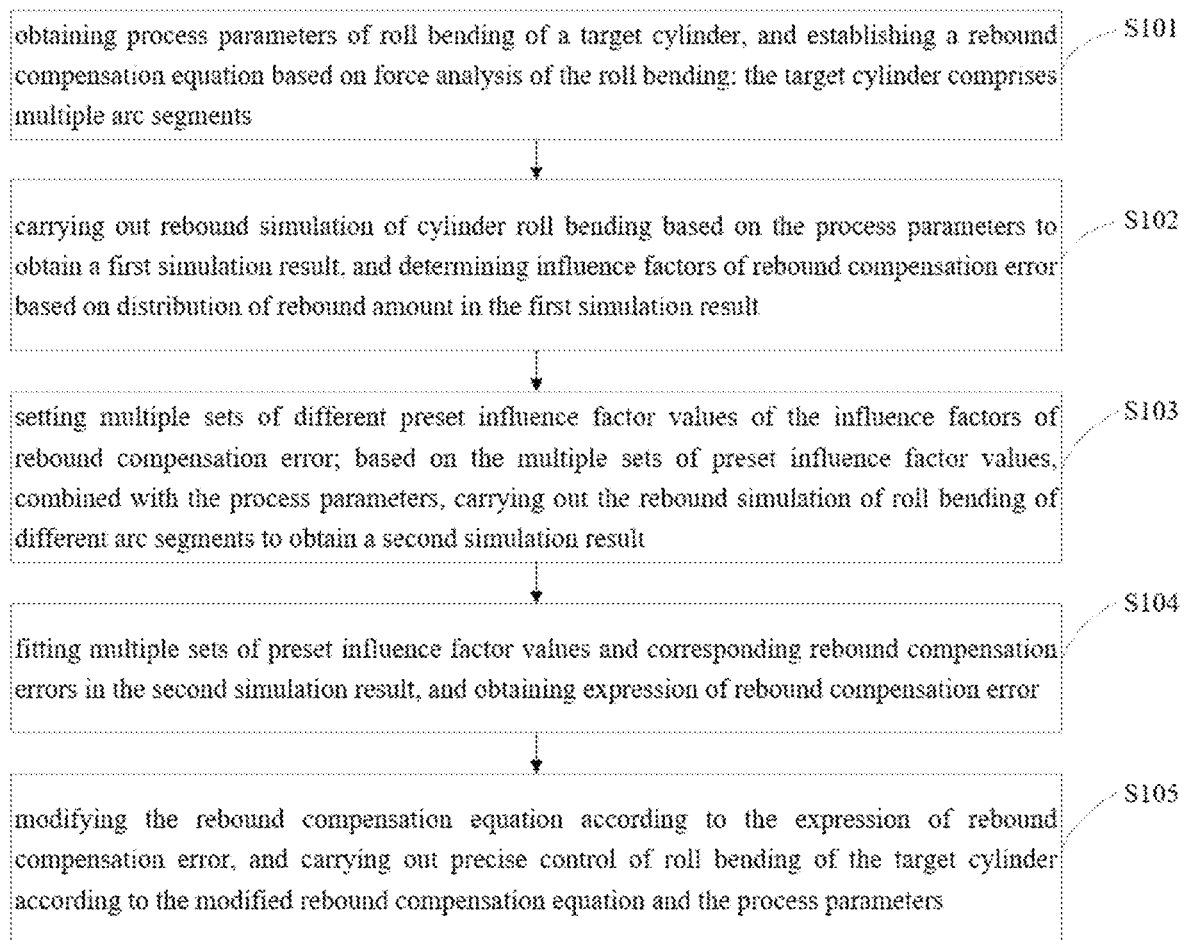 obtaining process parameters of roll bending of a target cylinder, and establishing a rebound
compensation equation based on force analysis of the roll bending; the target cylinder comprises
multiple arc segments
S101
carrying out rebound simulation of cylinder roll bending based on the process parameters to
obtain a first simulation result, and determining influence factors of rebound compensation error
based on distribution of rebound amount in the first simulation result
S102
setting multiple sets of different preset influence factor values of the influence factors of
rebound compensation error; based on the multiple sets of preset influence factor values,
combined with the process parameters, carrying out the rebound simulation of roll bending of
different arc segments to obtain a second simulation result
S103
fitting multiple sets of preset influence factor values and corresponding rebound compensation
errors in the second simulation result, and obtaining expression of rebound compensation error
S104
modifying the rebound compensation equation according to the expression of rebound
compensation error, and carrying out precise control of roll bending of the target cylinder
according to the modified rebound compensation equation and the process parameters
S105